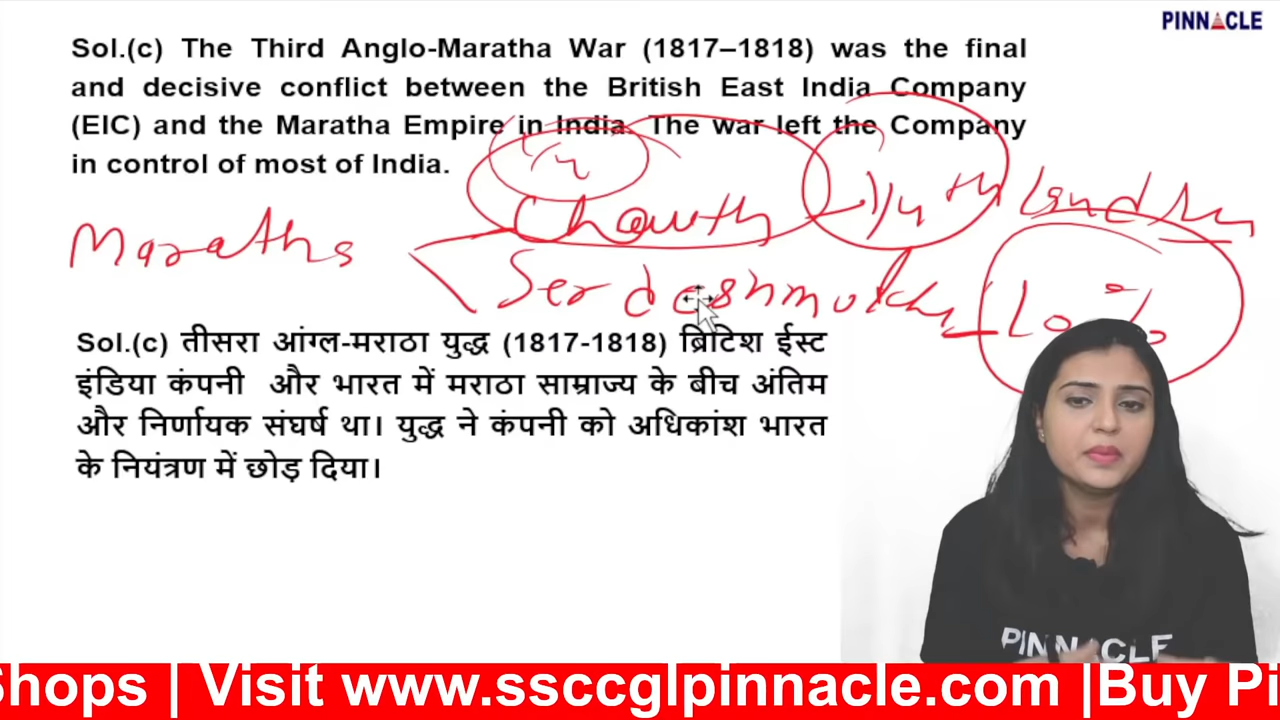 PINNACLE
Sol.(c) The Third Anglo-Maratha War (1817–1818) was the final
and decisive conflict between the British East India Company
(EIC) and the Maratha Empire in India. The war left the Company
in control of most of India.
Maraths
Chauth 1/4th Land
Serdeshmukhi 10%
Sol.(c) तीसरा आंग्ल-मराठा युद्ध (1817-1818) ब्रिटिश ईस्ट
इंडिया कंपनी और भारत में मराठा साम्राज्य के बीच अंतिम
और निर्णायक संघर्ष था। युद्ध ने कंपनी को अधिकांश भारत
के नियंत्रण में छोड़ दिया।
PINNACLE
Shops | Visit www.ssccglpinnacle.com |Buy Pi